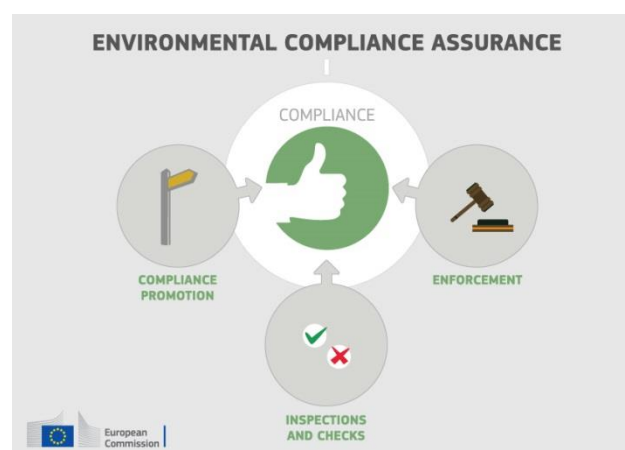 ENVIRONMENTAL COMPLIANCE ASSURANCE
COMPLIANCE
COMPLIANCE
PROMOTION
ENFORCEMENT
INSPECTIONS
AND CHECKS
European
Commission